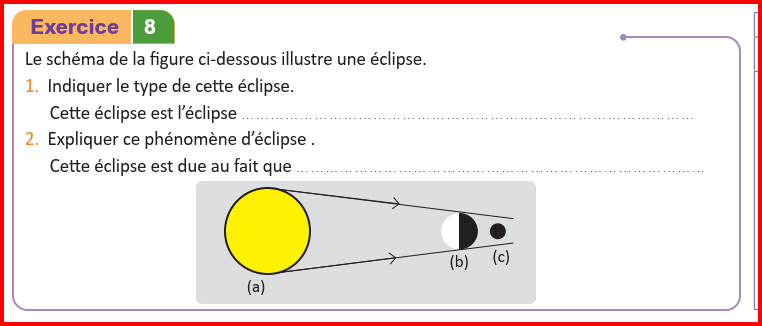 Exercice 8
Le schéma de la figure ci-dessous illustre une éclipse.
1. Indiquer le type de cette éclipse.
Cette éclipse est l’éclipse ........................................................................
2. Expliquer ce phénomène d’éclipse .
Cette éclipse est due au fait que ........................................................................
(a)
(b)
(c)